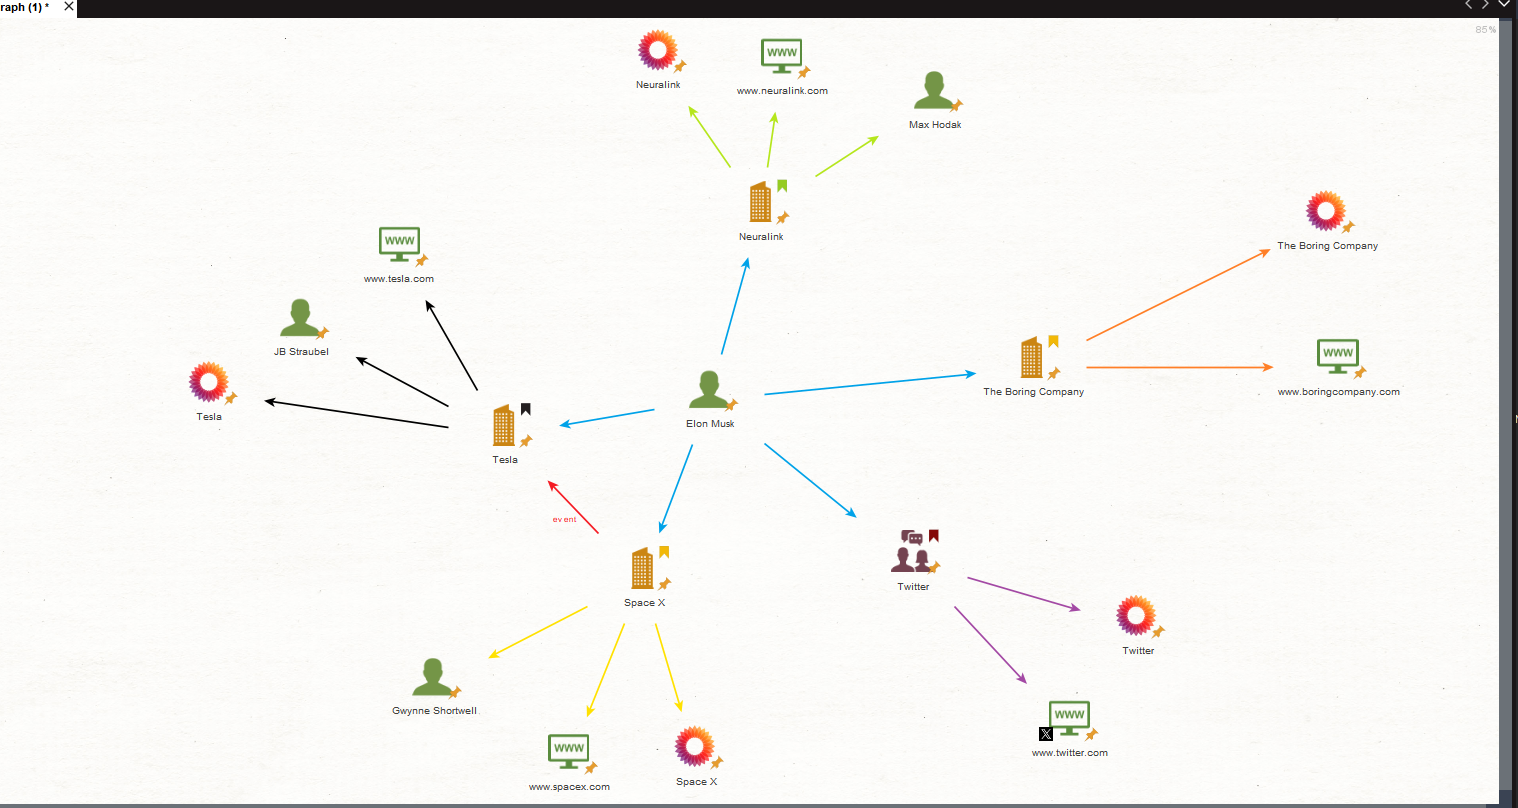 raph (1) *
85%
Neuralink
www.neuralink.com
Max Hodak
Neuralink
The Boring Company
www.tesla.com
JB Straubel
Tesla
The Boring Company
www.boringcompany.com
Elon Musk
Tesla
event
Space X
Twitter
Twitter
Gwynne Shortwell
www.twitter.com
www.spacex.com
Space X
WWW
WWW
WWW
WWW
WWW
X